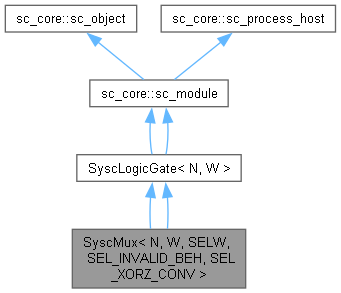 sc_core::sc_object
sc_core::sc_process_host
sc_core::sc_module
SyscLogicGate< N, W >
SyscMux< N, W, SELW,
SEL_INVALID_BEH, SEL
_XORZ_CONV >